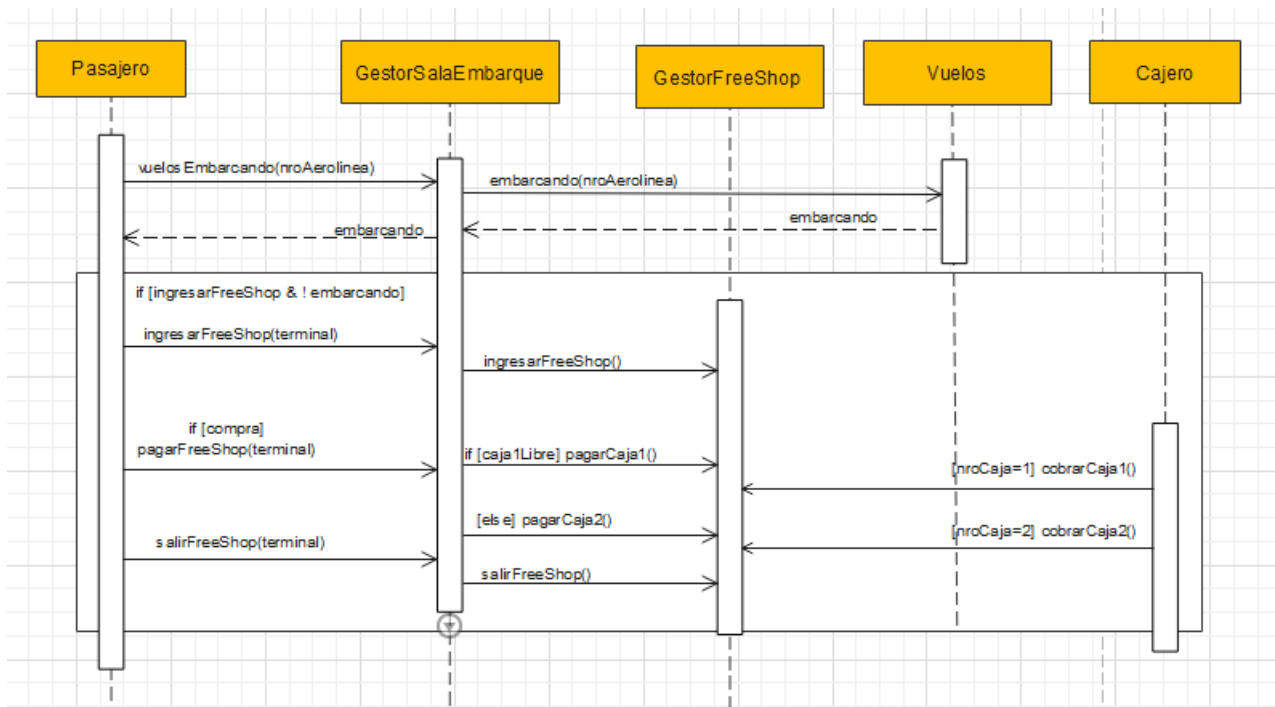 Pasajero
GestorSalaEmbarque
GestorFreeShop
Vuelos
Cajero
vuelosEmbarcando(nroAerolinea)
embarcando(nroAerolinea)
embarcando
embarcando
if [ingresarFreeShop & ! embarcando]
ingresarFreeShop(terminal)
ingresarFreeShop()
if [compra]
pagarFreeShop(terminal)
if [caja1Libre] pagarCaja1()
[nroCaja=1] cobrarCaja1()
[else] pagarCaja2()
[nroCaja=2] cobrarCaja2()
salirFreeShop(terminal)
salirFreeShop()